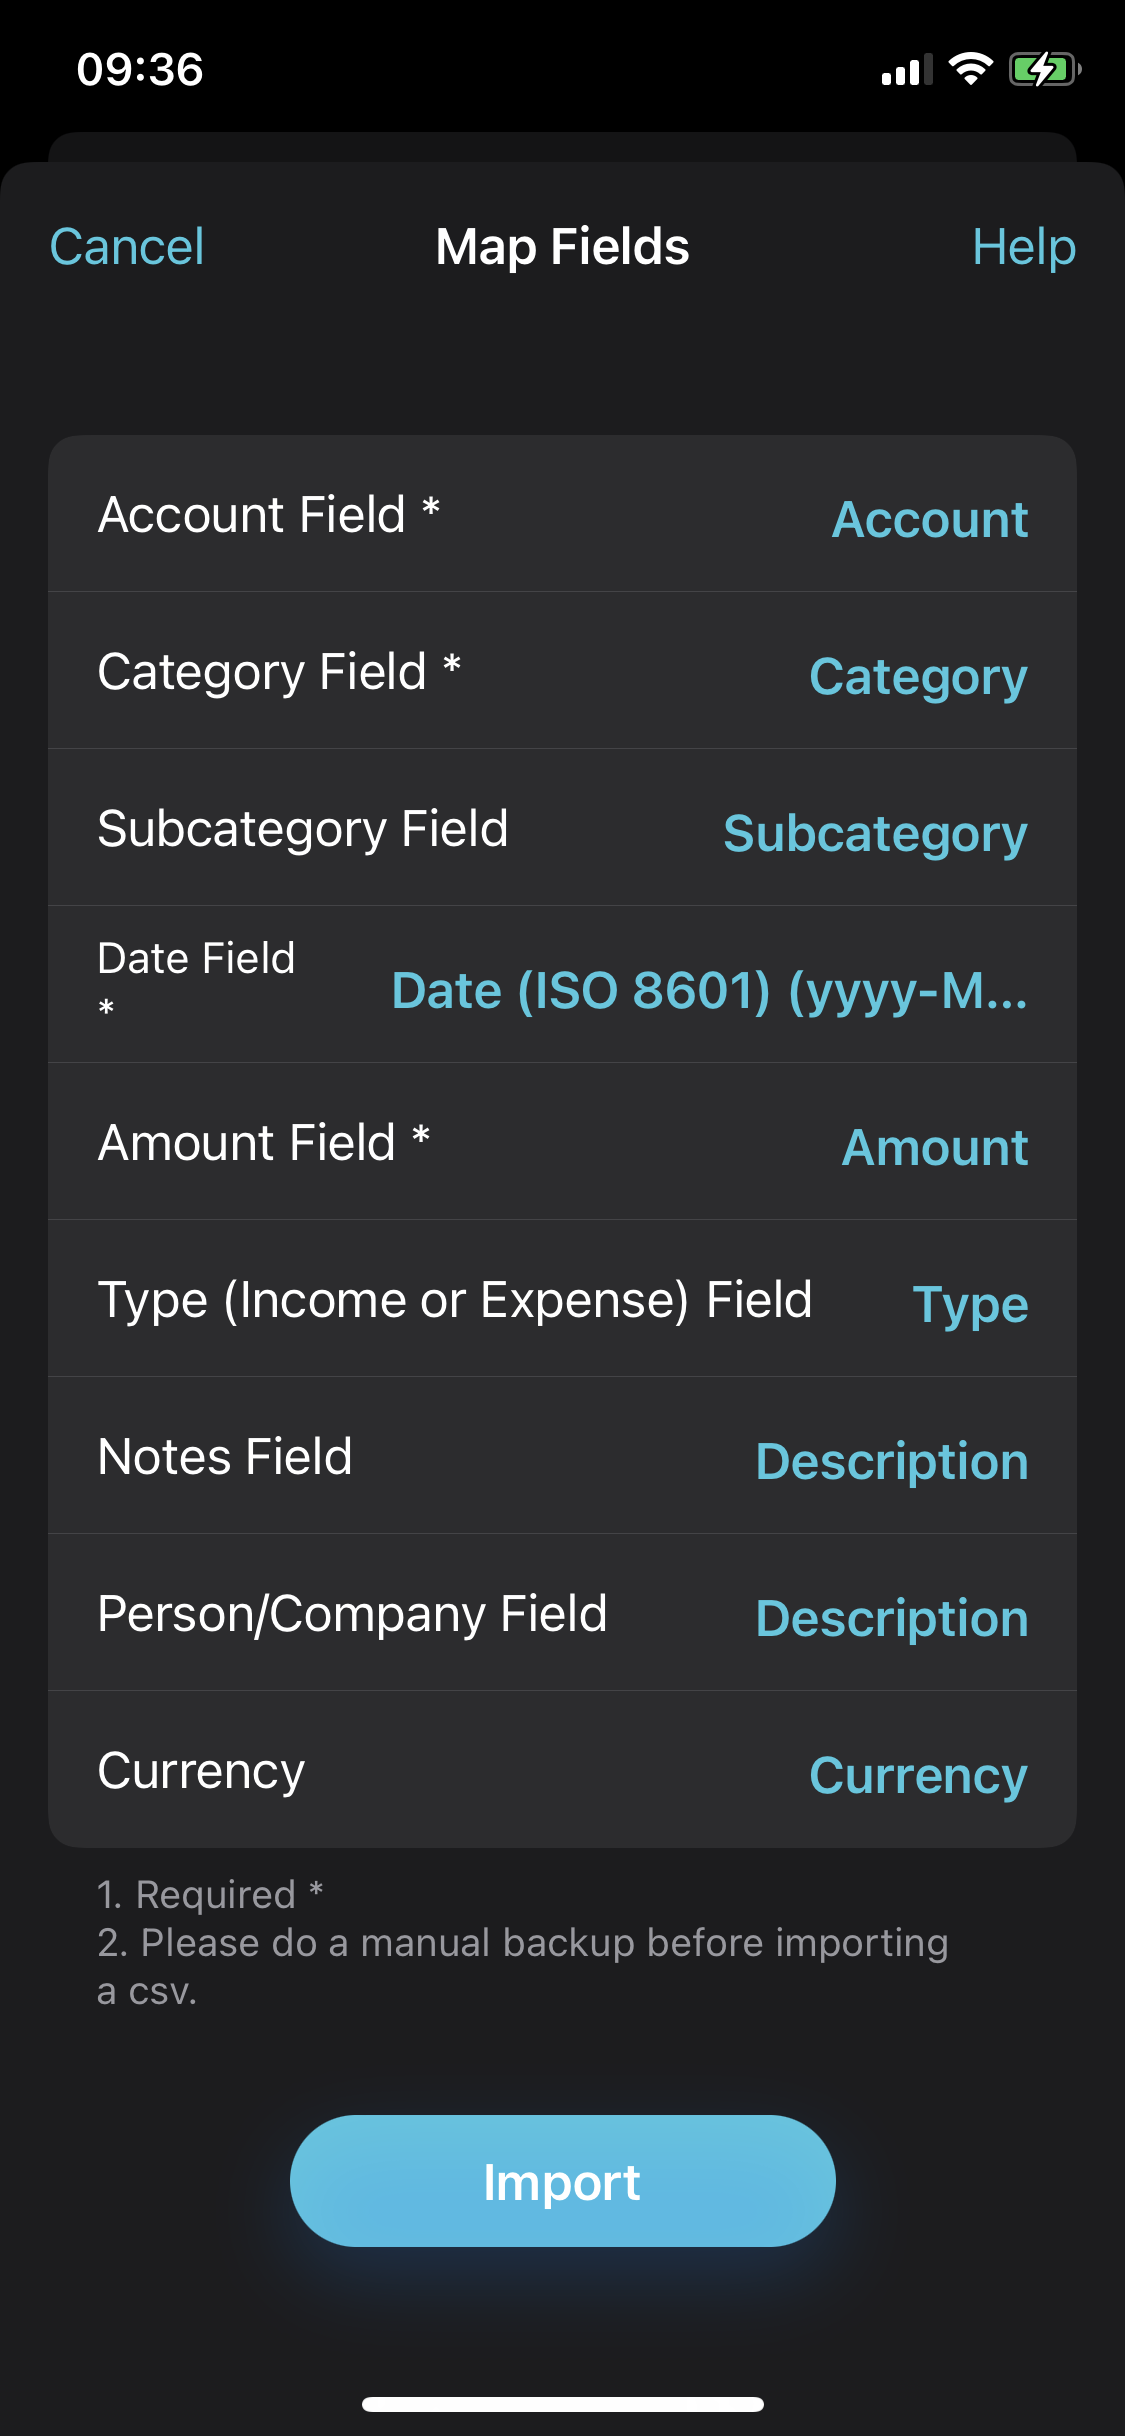 09:36
Cancel
Map Fields
Help
Account Field *
Account
Category Field *
Category
Subcategory Field
Subcategory
Date Field
*
Date (ISO 8601) (yyyy-M...
Amount Field *
Amount
Type (Income or Expense) Field
Type
Notes Field
Description
Person/Company Field
Description
Currency
Currency
1. Required *
2. Please do a manual backup before importing
a csv.
Import